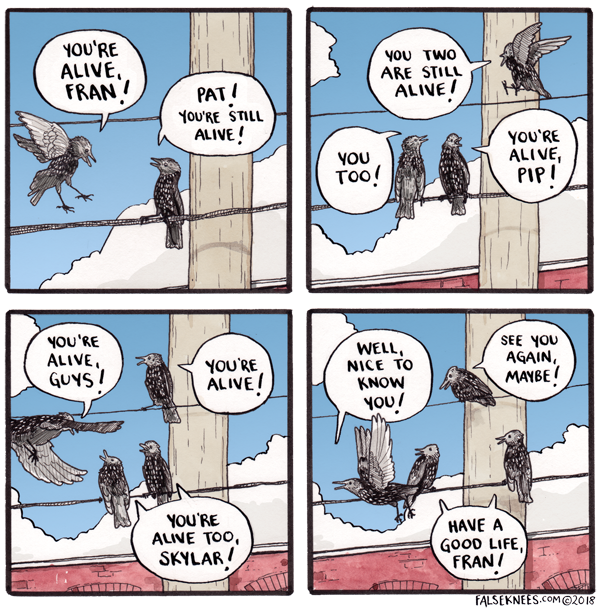 YOU'RE
ALIVE,
FRAN!
PAT!
YOU'RE STILL
ALIVE!
YOU TWO
ARE STILL
ALIVE!
YOU
TOO!
YOU'RE
ALIVE,
PIP!
YOU'RE
ALIVE,
GUYS!
YOU'RE
ALIVE!
YOU'RE
ALIVE TOO,
SKYLAR!
WELL,
NICE TO
KNOW
YOU!
SEE YOU
AGAIN,
MAYBE!
HAVE A
GOOD LIFE,
FRAN!
FALSEKNEES.COM©2018